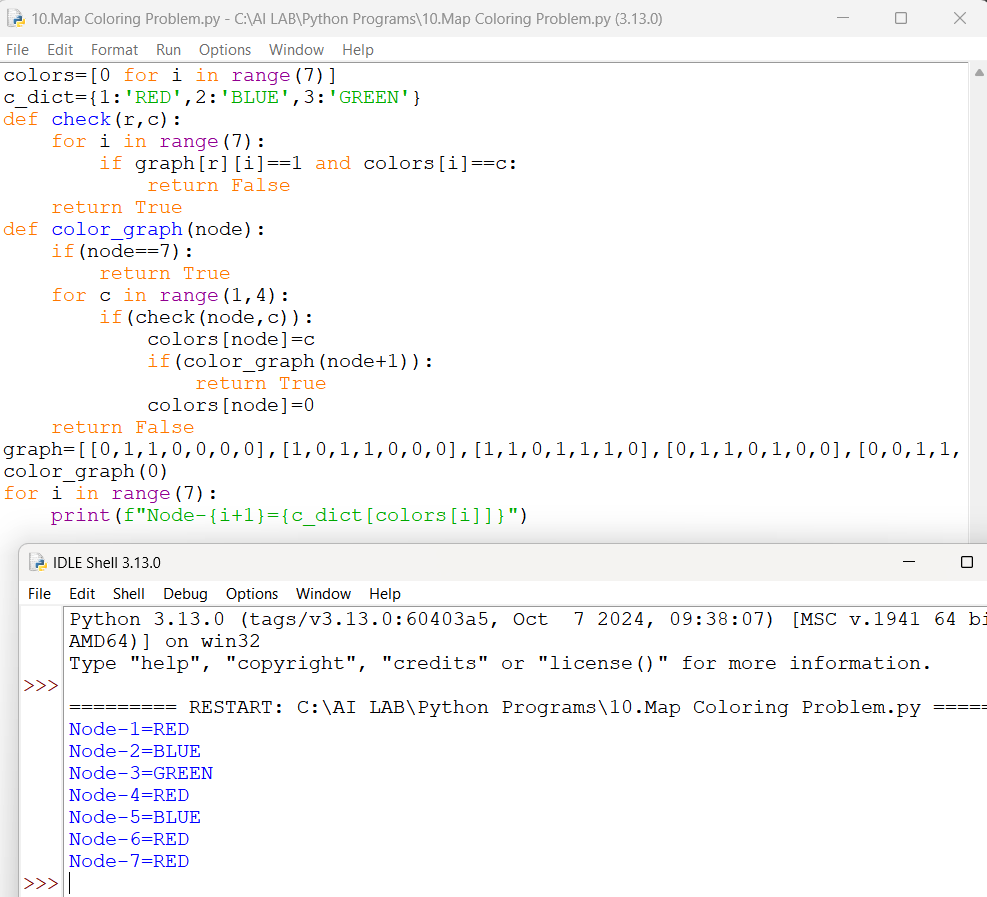 10.Map Coloring Problem.py - C:\AI LAB\Python Programs\10.Map Coloring Problem.py (3.13.0)
File Edit Format Run Options Window Help
colors=[0 for i in range(7)]
c_dict={1:'RED',2:'BLUE',3:'GREEN'}
def check(r,c):
    for i in range(7):
        if graph[r][i]==1 and colors[i]==c:
            return False
    return True
def color_graph(node):
    if(node==7):
        return True
    for c in range(1,4):
        if(check(node,c)):
            colors[node]=c
            if(color_graph(node+1)):
                return True
            colors[node]=0
    return False
graph=[[0,1,1,0,0,0,0],[1,0,1,1,0,0,0],[1,1,0,1,1,1,0],[0,1,1,0,1,0,0],[0,0,1,1,
color_graph(0)
for i in range(7):
    print(f"Node-{i+1}={c_dict[colors[i]]}")
IDLE Shell 3.13.0
File Edit Shell Debug Options Window Help
Python 3.13.0 (tags/v3.13.0:60403a5, Oct  7 2024, 09:38:07) [MSC v.1941 64 bi
AMD64)] on win32
Type "help", "copyright", "credits" or "license()" for more information.
>>>
========= RESTART: C:\AI LAB\Python Programs\10.Map Coloring Problem.py =====
Node-1=RED
Node-2=BLUE
Node-3=GREEN
Node-4=RED
Node-5=BLUE
Node-6=RED
Node-7=RED
>>>